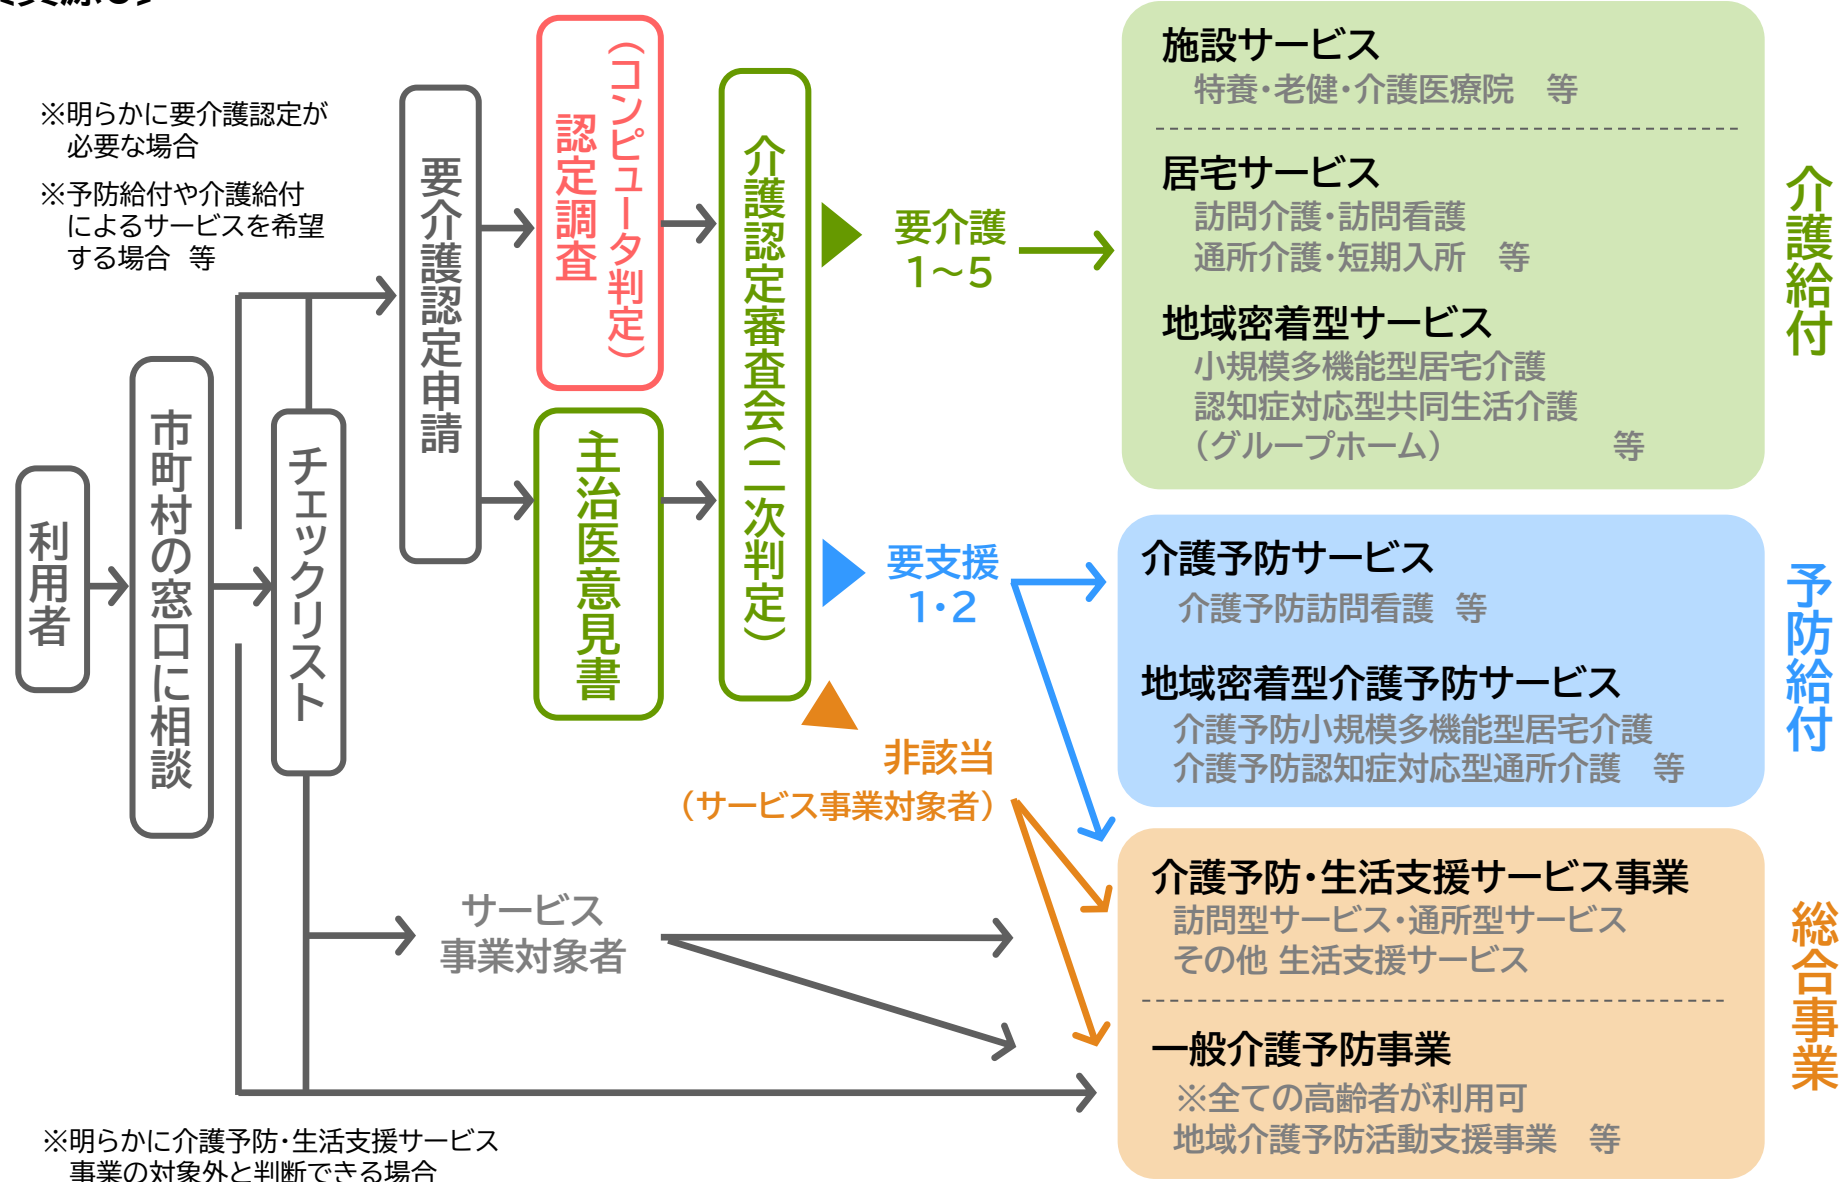 ※明らかに要介護認定が
必要な場合
※予防給付や介護給付
によるサービスを希望
する場合 等
利用者
市町村の窓口に相談
チェックリスト
要介護認定申請
認定調査
（コンピュータ判定）
主治医意見書
介護認定審査会（二次判定）
要介護
1～5
要支援
1・2
非該当
（サービス事業対象者）
サービス
事業対象者
施設サービス
特養・老健・介護医療院 等
居宅サービス
訪問介護・訪問看護
通所介護・短期入所 等
地域密着型サービス
小規模多機能型居宅介護
認知症対応型共同生活介護
（グループホーム） 等
介護給付
介護予防サービス
介護予防訪問看護 等
地域密着型介護予防サービス
介護予防小規模多機能型居宅介護
介護予防認知症対応型通所介護 等
予防給付
介護予防・生活支援サービス事業
訪問型サービス・通所型サービス
その他 生活支援サービス
一般介護予防事業
※全ての高齢者が利用可
地域介護予防活動支援事業 等
総合事業
※明らかに介護予防・生活支援サービス
事業の対象外と判断できる場合